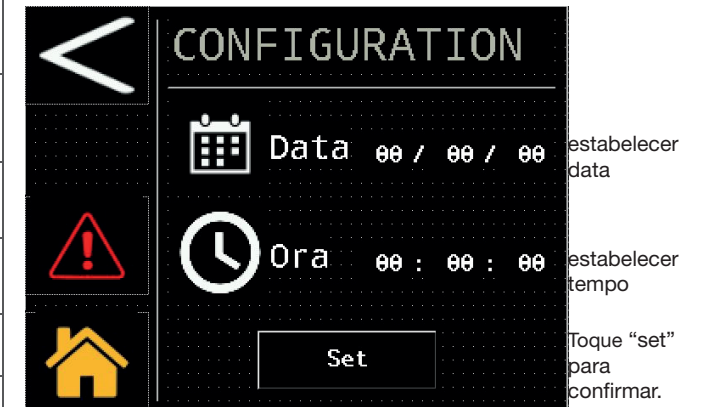 CONFIGURATION
Data 00 / 00 / 00
estabelecer
data
Ora 00 : 00 : 00
estabelecer
tempo
Set
Toque “set”
para
confirmar.